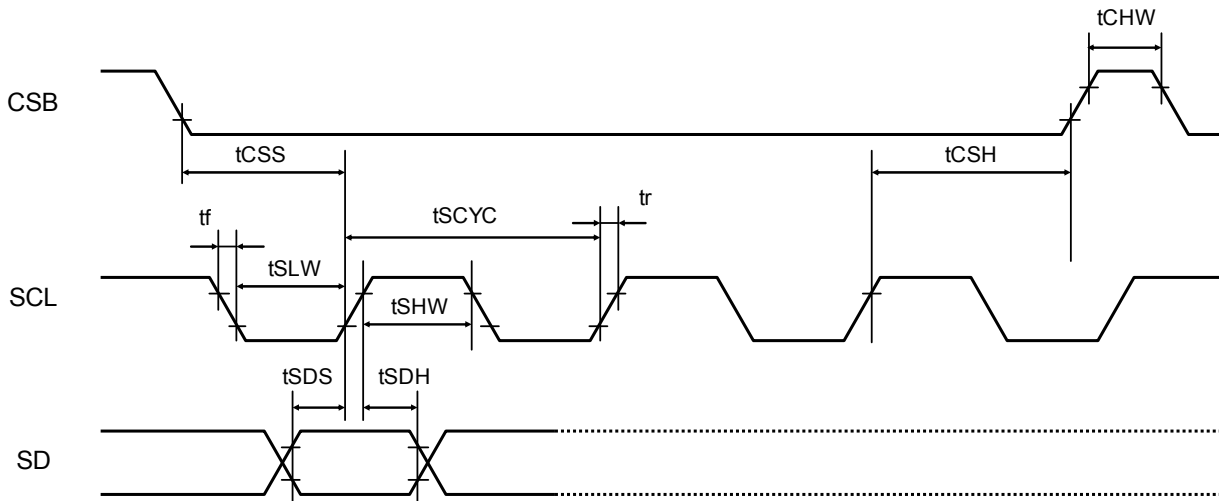 tCHW
CSB
tCSS
tCSH
tf
tSCYC
tr
tSLW
SCL
tSHW
tSDS
tSDH
SD